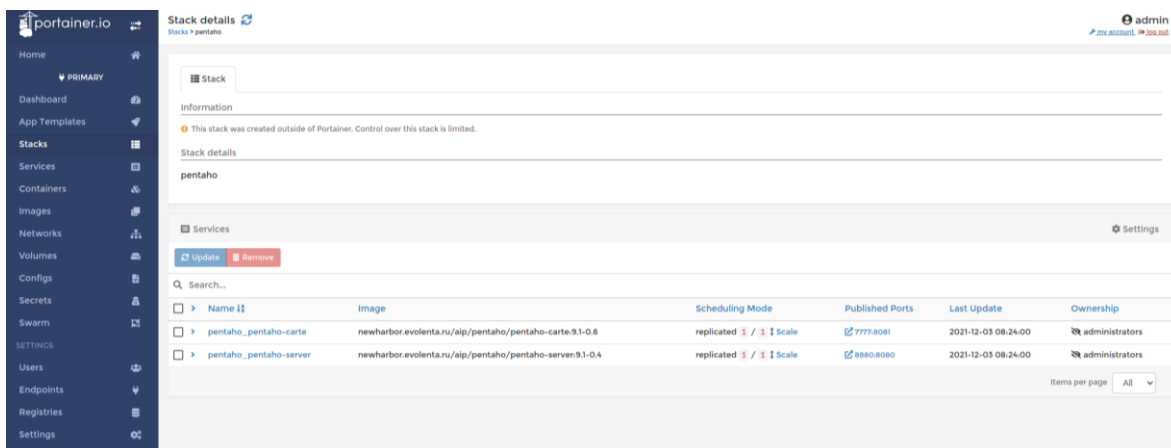 portainer.io
Home
PRIMARY
Dashboard
App Templates
Stacks
Services
Containers
Images
Networks
Volumes
Configs
Secrets
Swarm
SETTINGS
Users
Endpoints
Registries
Settings
Stack details
Stacks > pentaho
admin
my account log out
Stack
Information
This stack was created outside of Portainer. Control over this stack is limited.
Stack details
pentaho
Services Settings
Update Remove
Search...
Name Image Scheduling Mode Published Ports Last Update Ownership
pentaho_pentaho-carte newharbor.evolenta.ru/aip/pentaho/pentaho-carte:9.1-0.6 replicated 1 / 1 Scale 7777:8081 2021-12-03 08:24:00 administrators
pentaho_pentaho-server newharbor.evolenta.ru/aip/pentaho/pentaho-server:9.1-0.4 replicated 1 / 1 Scale 8880:8080 2021-12-03 08:24:00 administrators
Items per page All